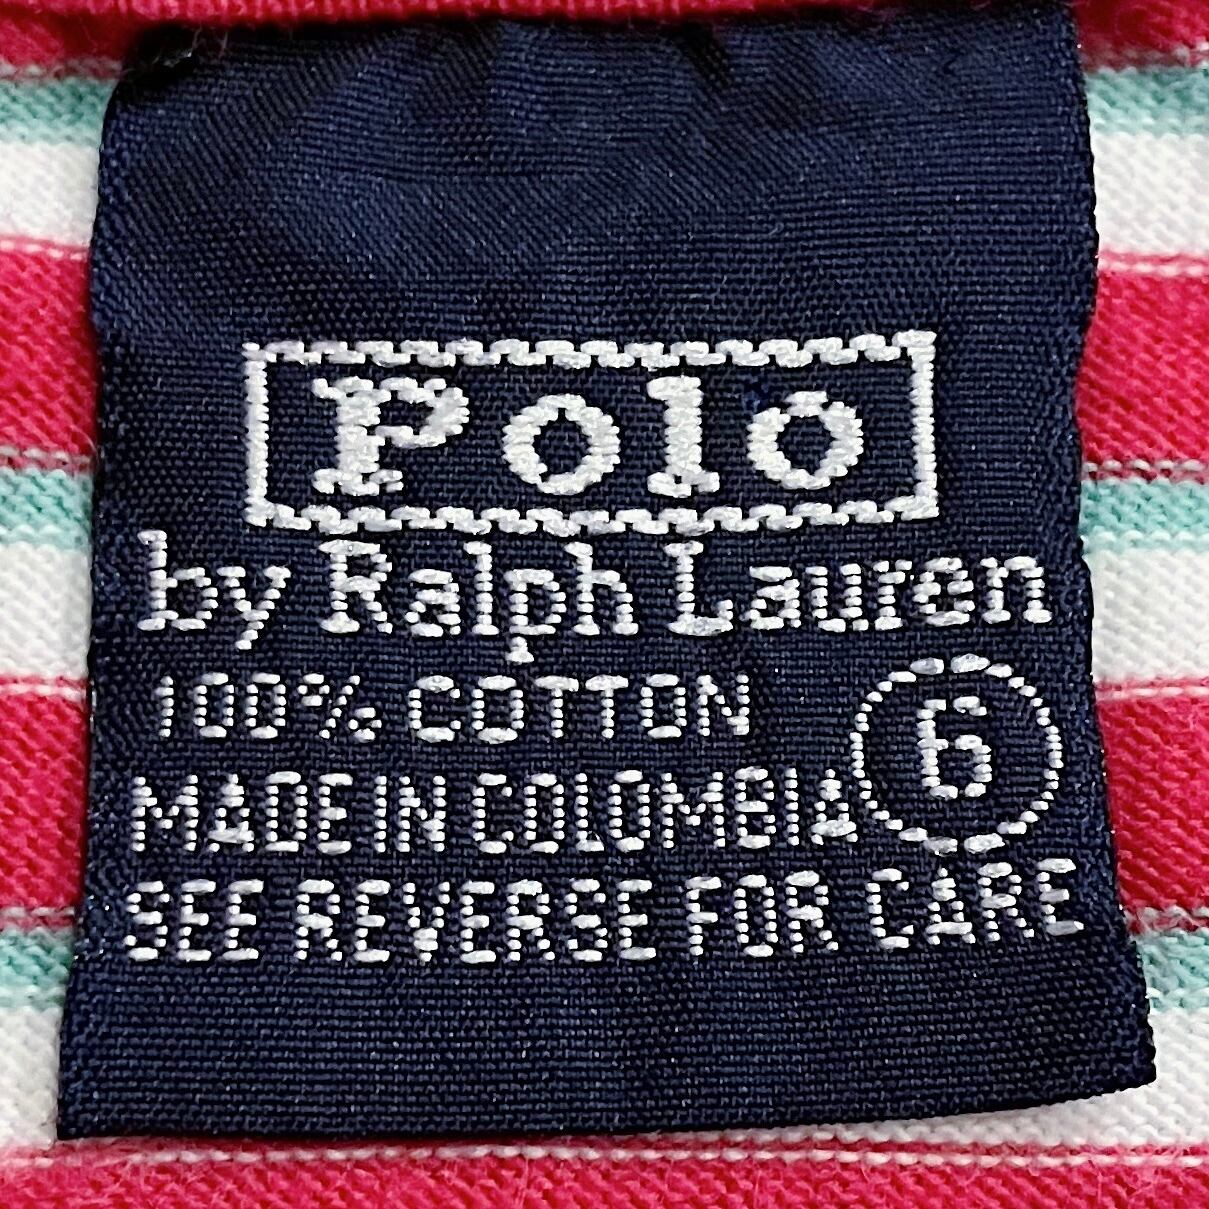 Polo
by Ralph Lauren
100% COTTON
6
MADE IN COLOMBIA
SEE REVERSE FOR CARE